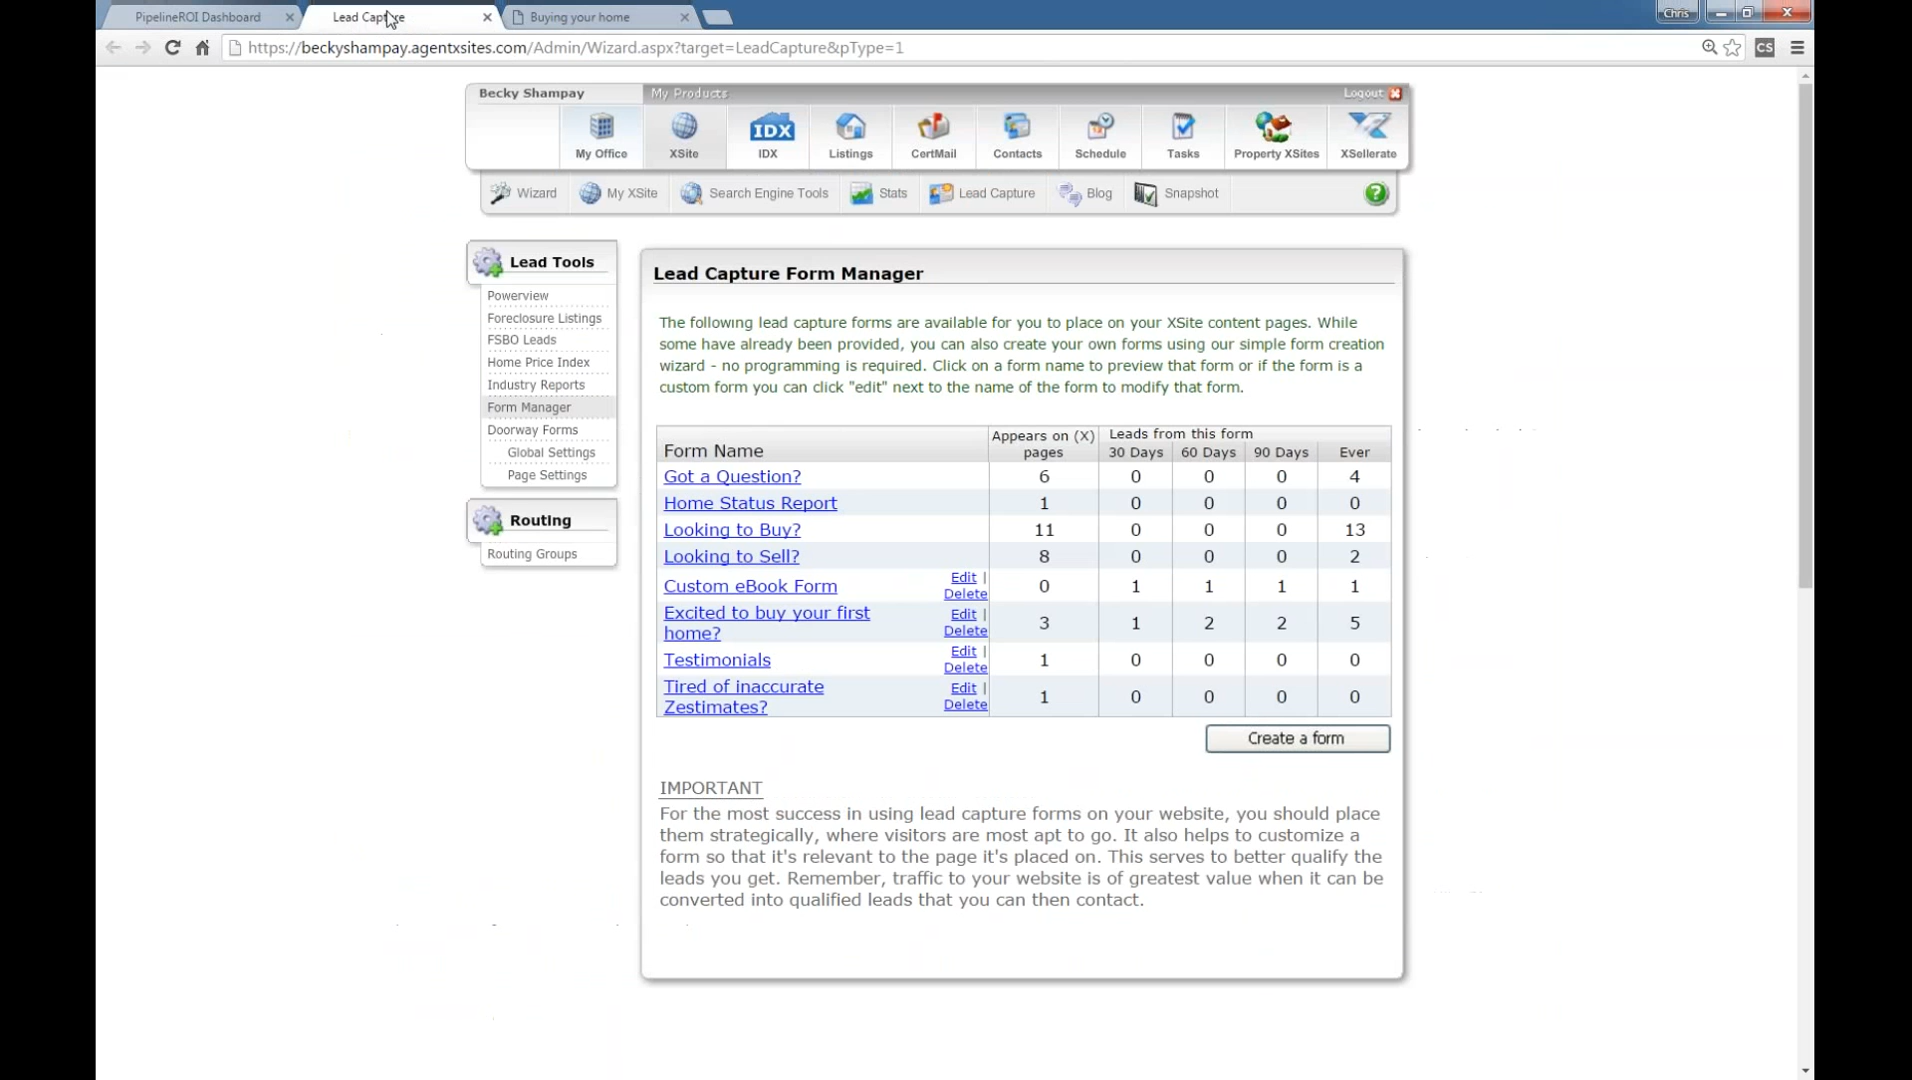 PipelineROI Dashboard
Lead Capture
Buying your home
Chris
https://beckyshampay.agentxsites.com/Admin/Wizard.aspx?target=LeadCapture&pType=1
CS
Becky Shampay
My Products
Logout
My Office
XSite
IDX
IDX
Listings
CertMail
Contacts
Schedule
Tasks
Property XSites
XSellerate
Wizard
My XSite
Search Engine Tools
Stats
Lead Capture
Blog
Snapshot
?
Lead Tools
Powerview
Foreclosure Listings
FSBO Leads
Home Price Index
Industry Reports
Form Manager
Doorway Forms
Global Settings
Page Settings
Routing
Routing Groups
Lead Capture Form Manager
The following lead capture forms are available for you to place on your XSite content pages. While
some have already been provided, you can also create your own forms using our simple form creation
wizard - no programming is required. Click on a form name to preview that form or if the form is a
custom form you can click "edit" next to the name of the form to modify that form.
Form Name
Appears on (X)
pages
Leads from this form
30 Days 60 Days 90 Days Ever
Got a Question? 6 0 0 0 4
Home Status Report 1 0 0 0 0
Looking to Buy? 11 0 0 0 13
Looking to Sell? 8 0 0 0 2
Custom eBook Form Edit | Delete 0 1 1 1 1
Excited to buy your first
home? Edit | Delete 3 1 2 2 5
Testimonials Edit | Delete 1 0 0 0 0
Tired of inaccurate
Zestimates? Edit | Delete 1 0 0 0 0
Create a form
IMPORTANT
For the most success in using lead capture forms on your website, you should place
them strategically, where visitors are most apt to go. It also helps to customize a
form so that it's relevant to the page it's placed on. This serves to better qualify the
leads you get. Remember, traffic to your website is of greatest value when it can be
converted into qualified leads that you can then contact.